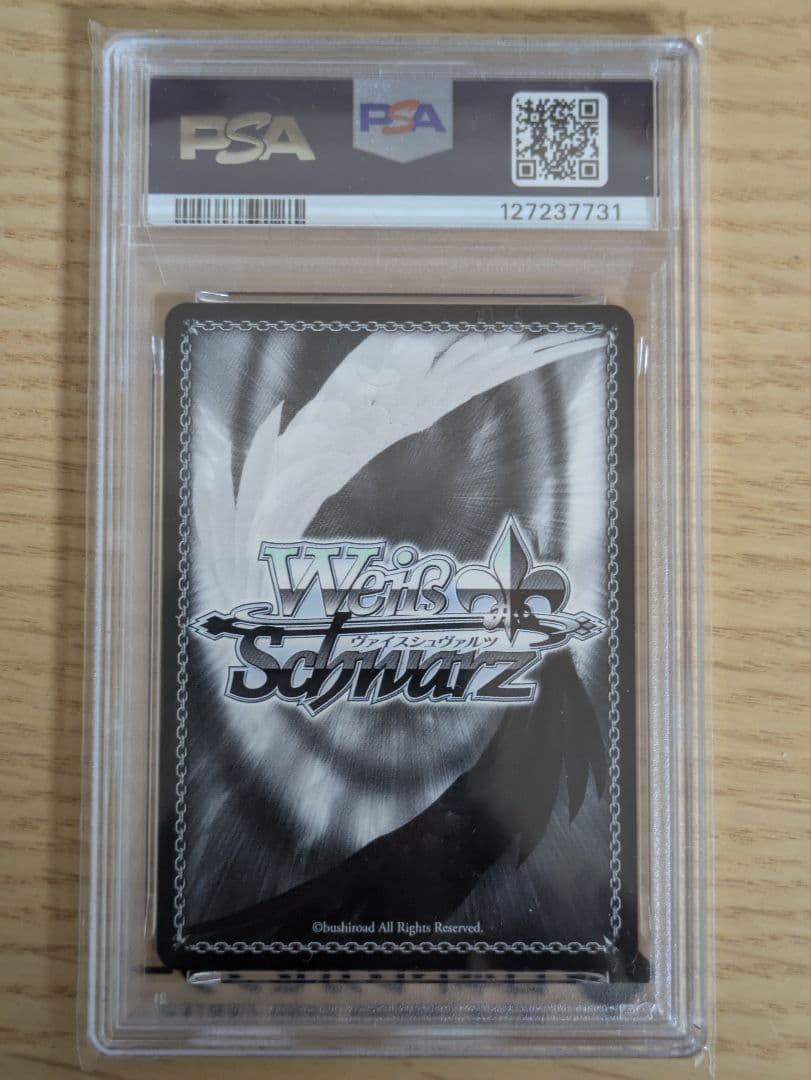 PSA
PSA
127237731
Weiß
ヴァイスシュヴァルツ
Schwarz
©bushiroad All Rights Reserved.